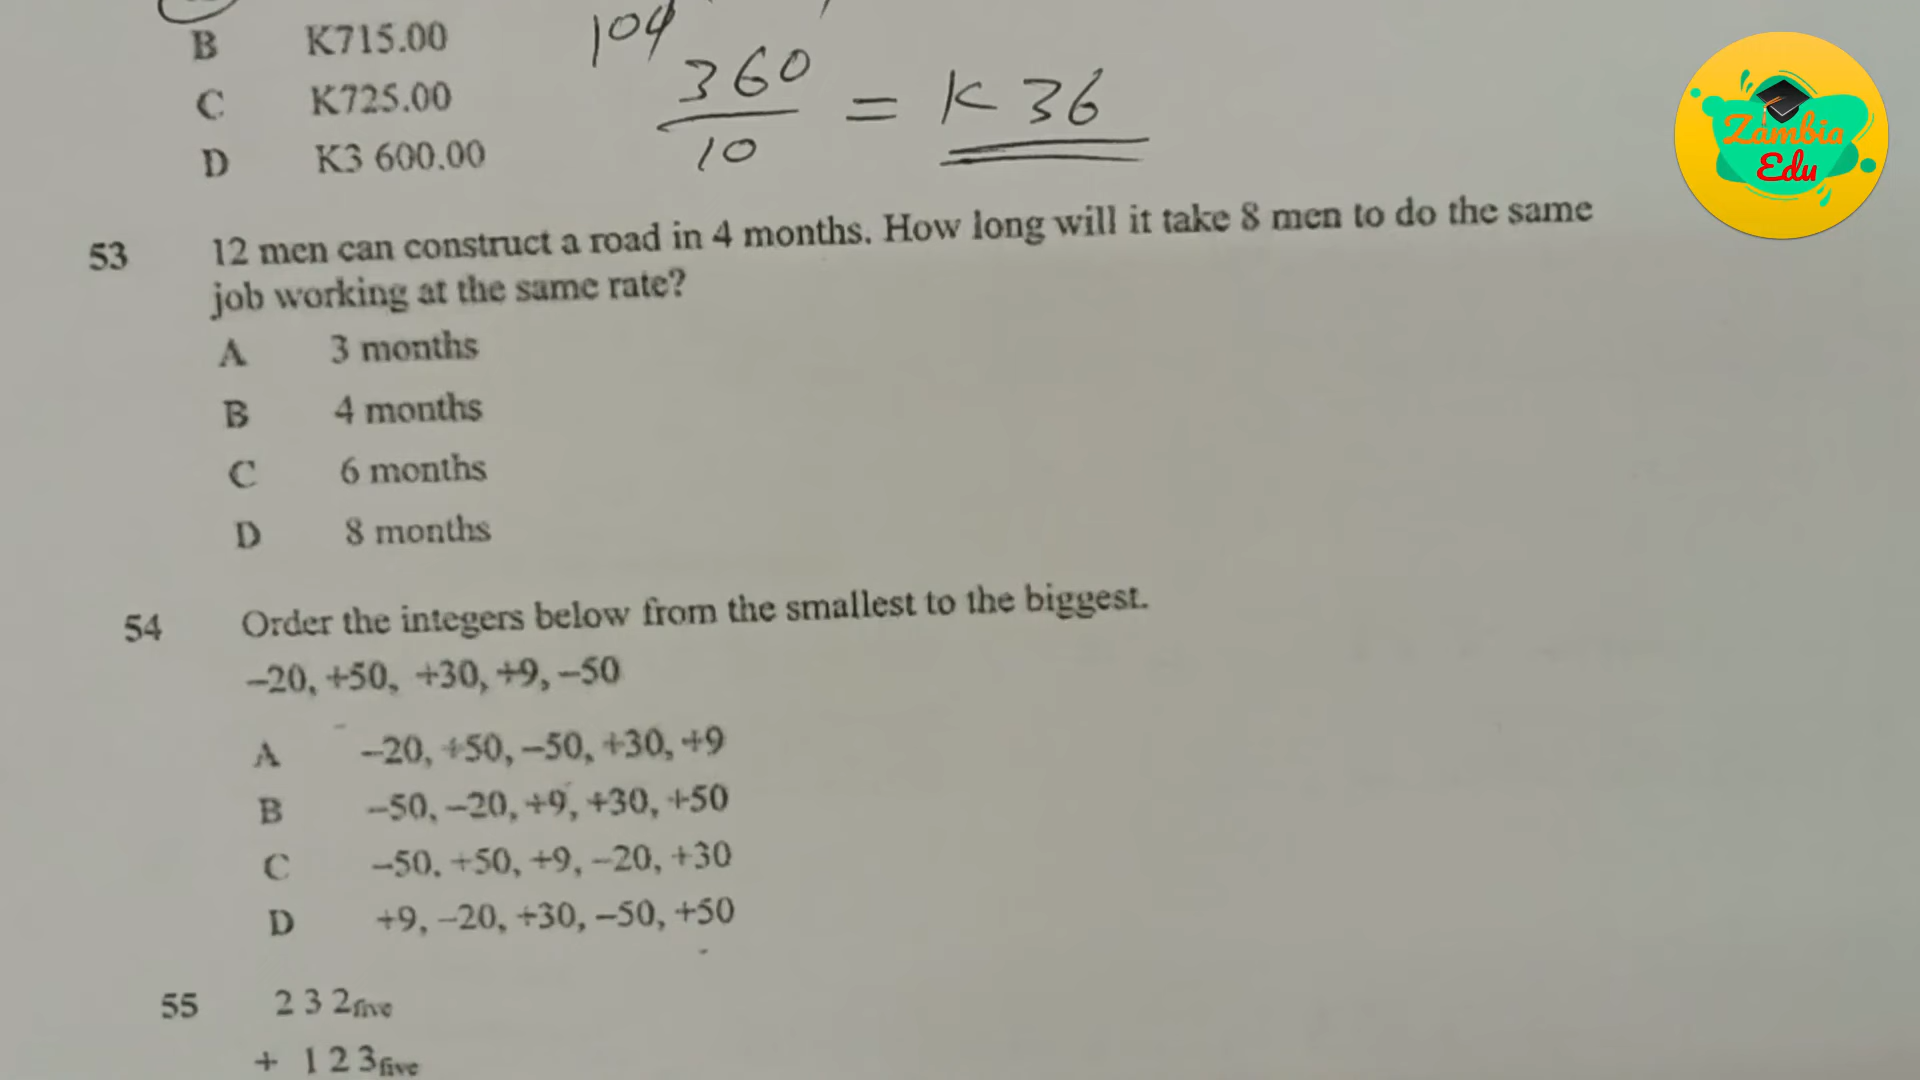 B K715.00
104
C K725.00
360
10
= K 36
D K3 600.00
53 12 men can construct a road in 4 months. How long will it take 8 men to do the same
job working at the same rate?
A 3 months
B 4 months
C 6 months
D 8 months
54 Order the integers below from the smallest to the biggest.
–20, +50, +30, +9, –50
A –20, +50, –50, +30, +9
B –50, –20, +9, +30, +50
C –50, +50, +9, –20, +30
D +9, –20, +30, –50, +50
55 2 3 2five
+ 1 2 3five
Zambia
Edu